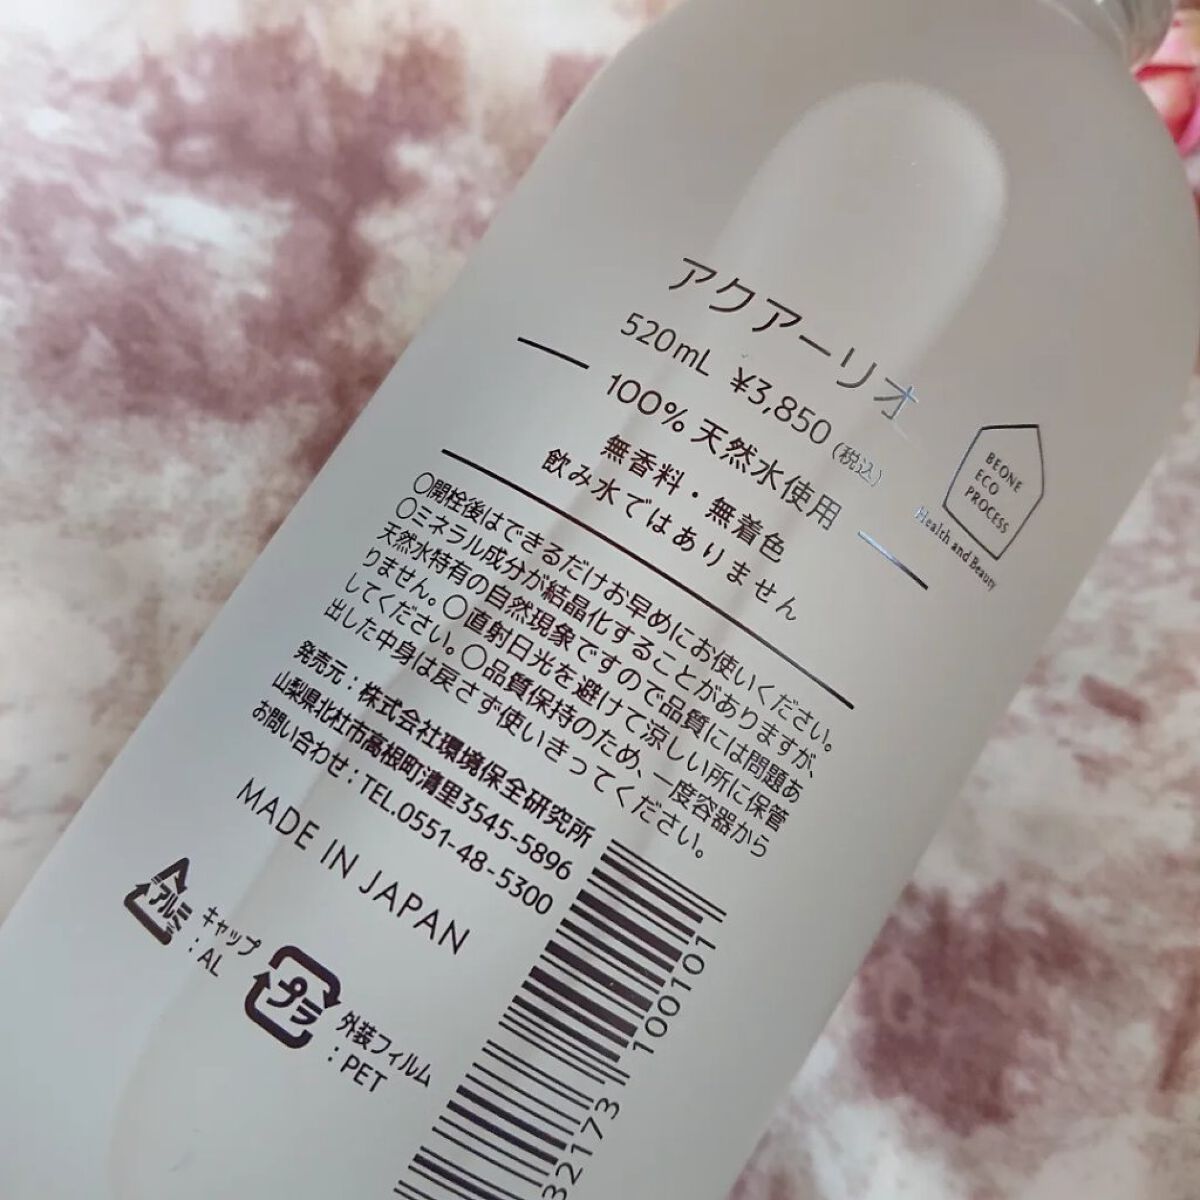 アクアーリオ
520mL ¥3,850(税込)
100%天然水使用
無香料・無着色
飲み水ではありません
BEONE
ECO
PROCESS
Health and Beauty
〇開栓後はできるだけお早めにお使いください。
〇ミネラル成分が結晶化することがありますが、
天然水特有の自然現象ですので品質には問題あ
りません。〇直射日光を避けて涼しい所に保管
してください。〇品質保持のため、一度容器から
出した中身は戻さず使いきってください。
発売元：株式会社環境保全研究所
山梨県北杜市高根町清里3545-5896
お問い合わせ：TEL.0551-48-5300
MADE IN JAPAN
アルミ
キャップ
：AL
プラ
外装フィルム
：PET
32173 100101